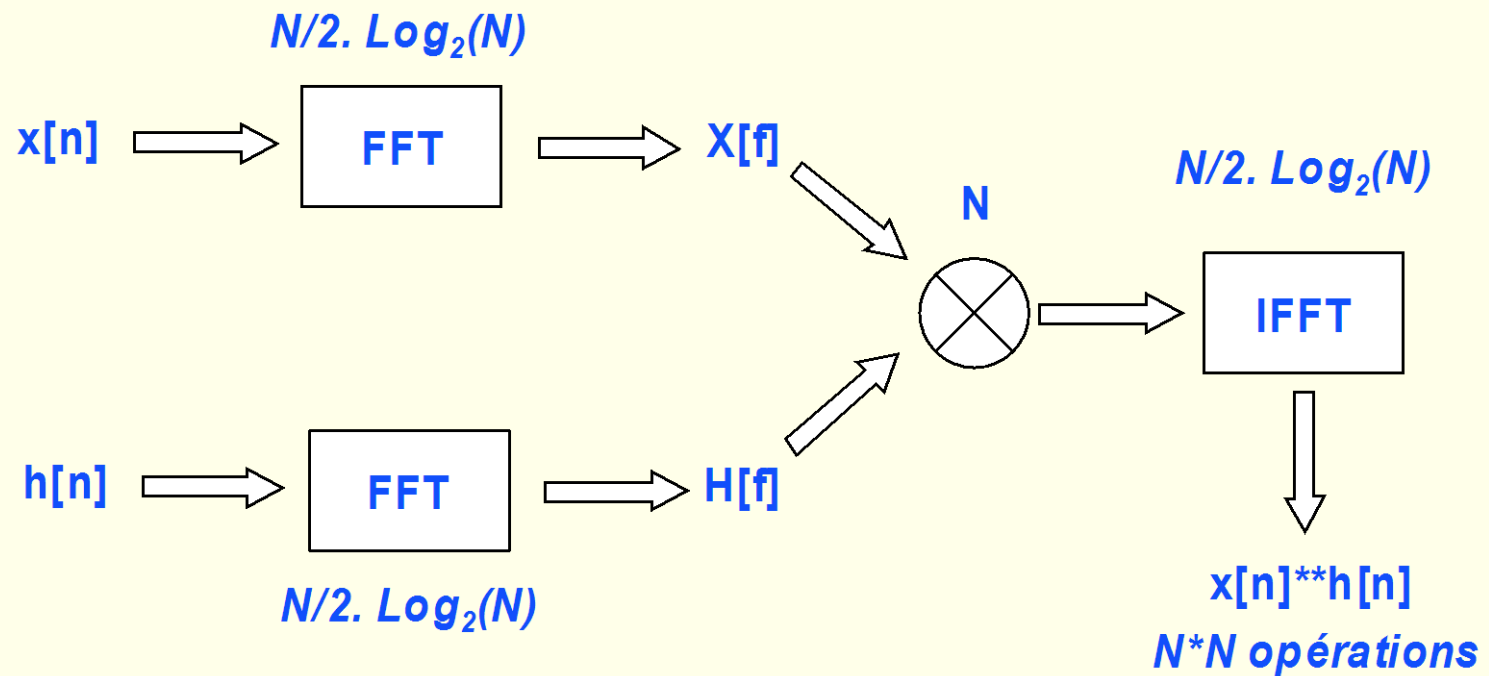 N/2. Log₂(N)
x[n]
FFT
X[f]
N
N/2. Log₂(N)
IFFT
h[n]
FFT
H[f]
N/2. Log₂(N)
x[n]**h[n]
N*N opérations